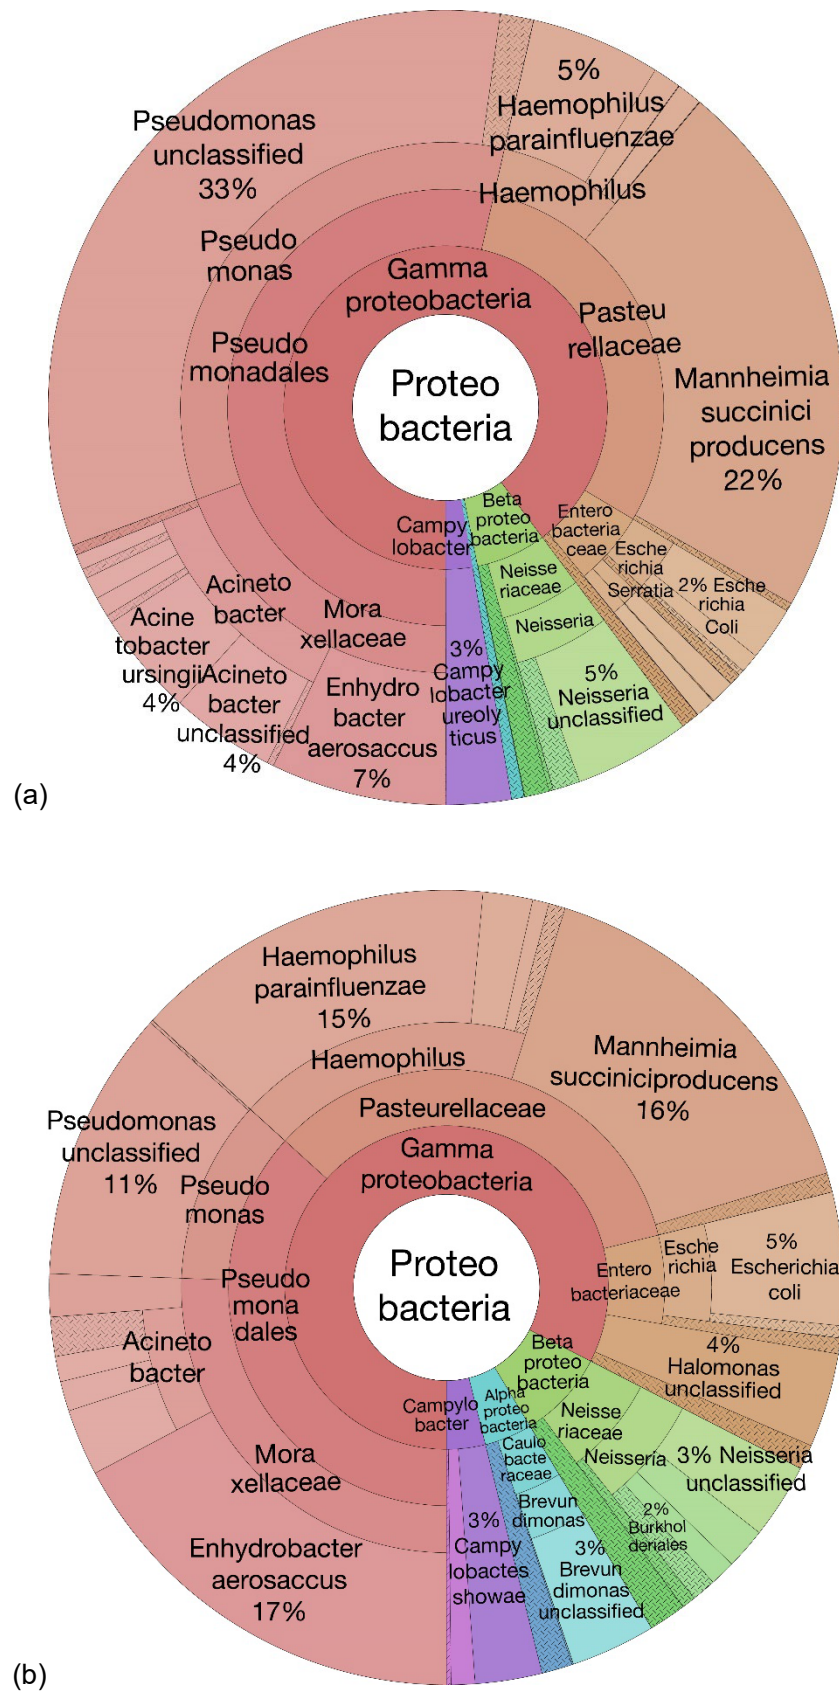 5%
Haemophilus
parainfluenzae
Pseudomonas
unclassified
33%
Haemophilus
Pseudo
monas
Gamma
proteobacteria
Pasteu
rellaceae
Pseudo
monadales
Proteo
bacteria
Mannheimia
succinici
producens
22%
Campy
lobacter
Beta
proteo
bacteria
Entero
bacteria
ceae
Esche
richia
Serratia
2% Esche
richia
Coli
Neisse
riaceae
Neisseria
5%
Neisseria
unclassified
Acineto
bacter
Mora
xellaceae
Acine
tobacter
ursingii
4%
Acineto
bacter
unclassified
4%
Enhydro
bacter
aerosaccus
7%
3%
Campy
lobacter
ureoly
ticus
(a)
Haemophilus
parainfluenzae
15%
Haemophilus
Mannheimia
succiniciproducens
16%
Pasteurellaceae
Pseudomonas
unclassified
11%
Pseudo
monas
Gamma
proteobacteria
Proteo
bacteria
Pseudo
mona
dales
Entero
bacteriaceae
Esche
richia
5%
Escherichia
coli
Acineto
bacter
4%
Halomonas
unclassified
Beta
proteo
bacteria
Neisse
riaceae
Neisseria
3% Neisseria
unclassified
2%
Burkhol
deriales
Campylo
bacter
Alpha
proteo
bacteria
Caulo
bacte
raceae
Brevun
dimonas
3%
Brevun
dimonas
unclassified
Mora
xellaceae
3%
Campy
lobactes
showae
Enhydrobacter
aerosaccus
17%
(b)